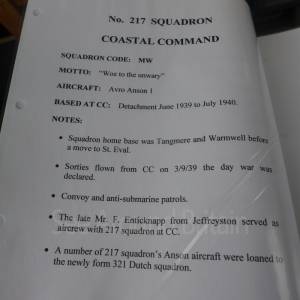 No. 217 SQUADRON
COASTAL COMMAND
SQUADRON CODE: MW
MOTTO: "Woe to the unwary"
AIRCRAFT: Avro Anson 1
BASED AT CC: Detachment June 1939 to July 1940.
NOTES:
• Squadron home base was Tangmere and Warmwell before
a move to St. Eval.
• Sorties flown from CC on 3/9/39 the day war was
declared.
• Convoy and anti-submarine patrols.
• The late Mr. F. Enticknapp from Jeffreyston served as
aircrew with 217 squadron at CC.
• A number of 217 squadron's Anson aircraft were loaned to
the newly form 321 Dutch squadron.